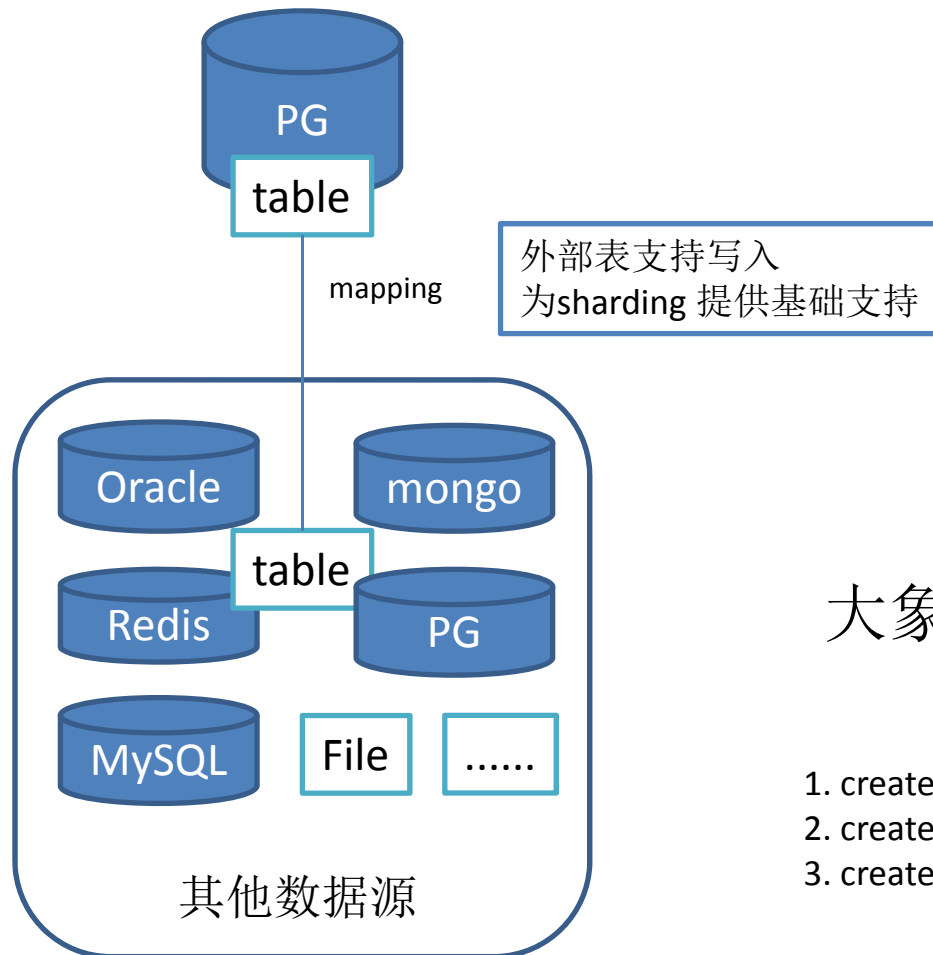 PG
table
mapping
外部表支持写入
为sharding 提供基础支持
Oracle
mongo
table
Redis
PG
MySQL
File
......
其他数据源
大象
1. create
2. create
3. create